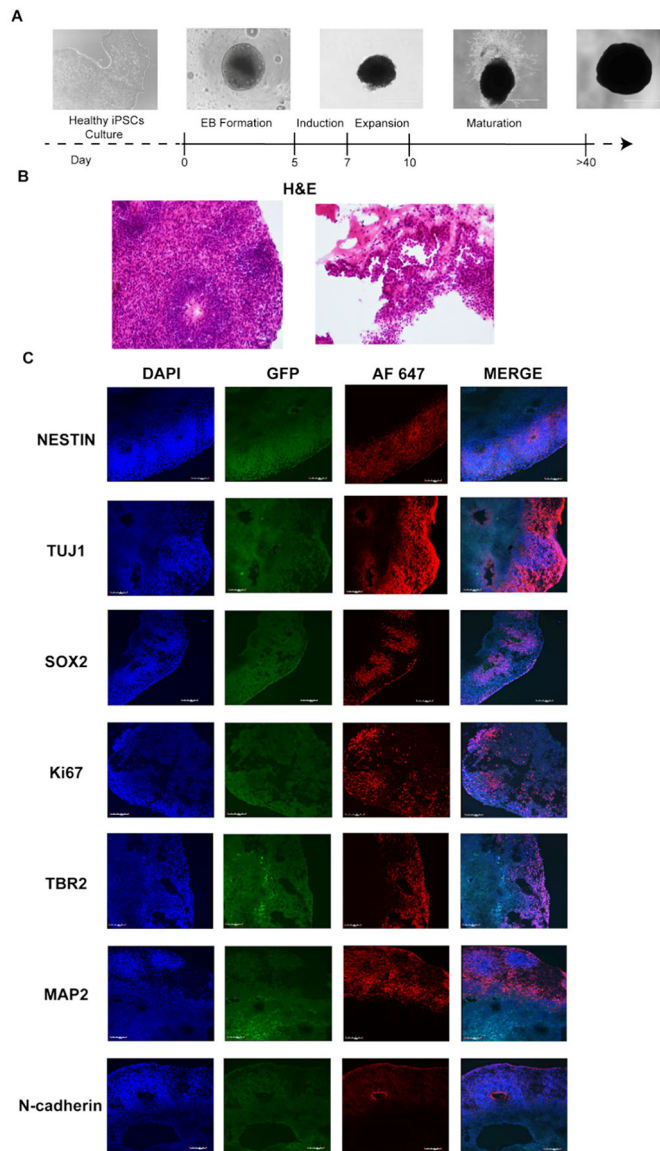 A
Healthy iPSCs
Culture
EB Formation
Induction
Expansion
Maturation
Day
0
5
7
10
>40
B
H&E
C
DAPI
GFP
AF 647
MERGE
NESTIN
TUJ1
SOX2
Ki67
TBR2
MAP2
N-cadherin